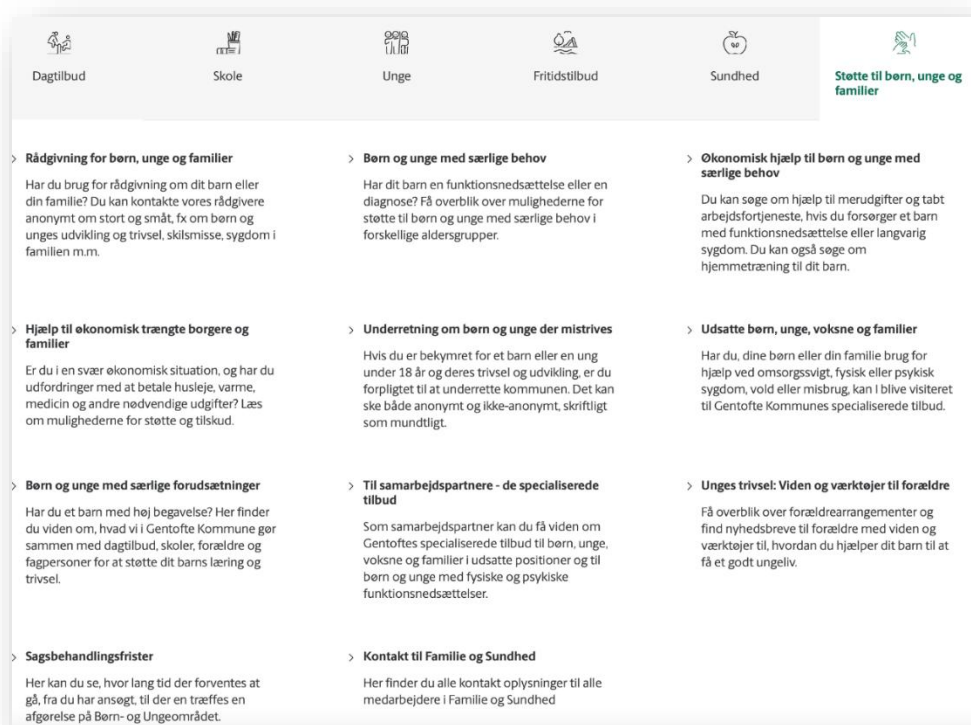 Dagtilbud
Skole
Unge
Fritidstilbud
Sundhed
Støtte til børn, unge og
familier
Rådgivning for børn, unge og familier
Har du brug for rådgivning om dit barn eller
din familie? Du kan kontakte vores rådgivere
anonymt om stort og småt, fx om børn og
unges udvikling og trivsel, skilsmisse, sygdom i
familien m.m.
Børn og unge med særlige behov
Har dit barn en funktionsnedsættelse eller en
diagnose? Få overblik over mulighederne for
støtte til børn og unge med særlige behov i
forskellige aldersgrupper.
Økonomisk hjælp til børn og unge med
særlige behov
Du kan søge om hjælp til merudgifter og tabt
arbejdsfortjeneste, hvis du forsørger et barn
med funktionsnedsættelse eller langvarig
sygdom. Du kan også søge om
hjemmetræning til dit barn.
Hjælp til økonomisk trængte borgere og
familier
Er du i en svær økonomisk situation, og har du
udfordringer med at betale husleje, varme,
medicin og andre nødvendige udgifter? Læs
om mulighederne for støtte og tilskud.
Underretning om børn og unge der mistrives
Hvis du er bekymret for et barn eller en ung
under 18 år og deres trivsel og udvikling, er du
forpligtet til at underrette kommunen. Det kan
ske både anonymt og ikke-anonymt, skriftligt
som mundtligt.
Udsatte børn, unge, voksne og familier
Har du, dine børn eller din familie brug for
hjælp ved omsorgssvigt, fysisk eller psykisk
sygdom, vold eller misbrug, kan I blive visiteret
til Gentofte Kommunes specialiserede tilbud.
Børn og unge med særlige forudsætninger
Har du et barn med høj begavelse? Her finder
du viden om, hvad vi i Gentofte Kommune gør
sammen med dagtilbud, skoler, forældre og
fagpersoner for at støtte dit barns læring og
trivsel.
Til samarbejdspartnere - de specialiserede
tilbud
Som samarbejdspartner kan du få viden om
Gentoftes specialiserede tilbud til børn, unge,
voksne og familier i udsatte positioner og til
børn og unge med fysiske og psykiske
funktionsnedsættelser.
Unges trivsel: Viden og værktøjer til forældre
Få overblik over forældrearrangementer og
find nyhedsbreve til forældre med viden og
værktøjer til, hvordan du hjælper dit barn til at
få et godt ungeliv.
Sagsbehandlingsfrister
Her kan du se, hvor lang tid der forventes at
gå, fra du har ansøgt, til der en træffes en
afgørelse på Børn- og Ungeområdet.
Kontakt til Familie og Sundhed
Her finder du alle kontakt oplysninger til alle
medarbejdere i Familie og Sundhed